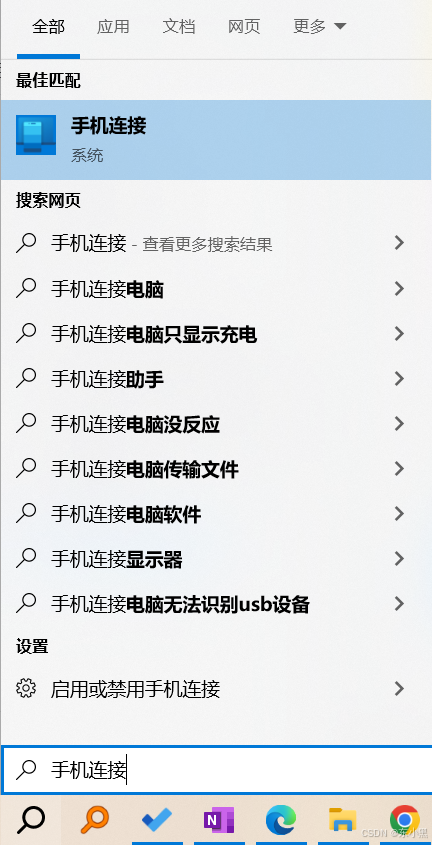 全部 应用 文档 网页 更多
最佳匹配
手机连接
系统
搜索网页
手机连接 - 查看更多搜索结果
手机连接电脑
手机连接电脑只显示充电
手机连接助手
手机连接电脑没反应
手机连接电脑传输文件
手机连接电脑软件
手机连接显示器
手机连接电脑无法识别usb设备
设置
启用或禁用手机连接
手机连接
N
CSDN @东小黑